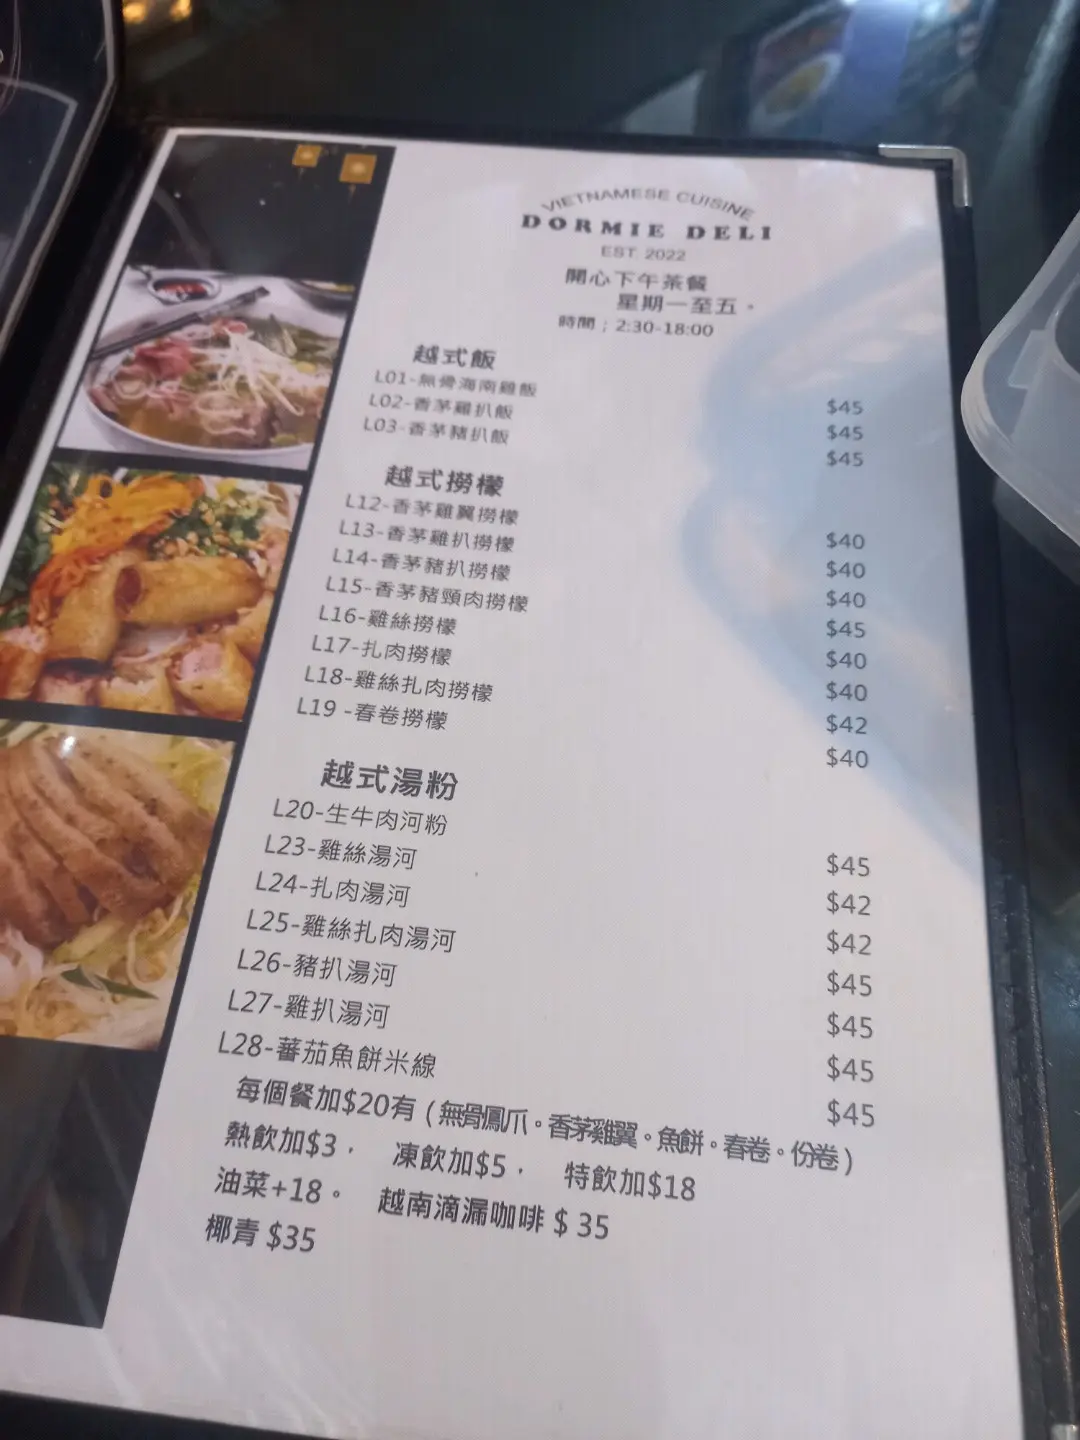 VIETNAMESE CUISINE
DORMIE DELI
EST. 2022
開心下午茶餐
星期一至五。
時間；2:30-18:00
越式飯
L01-無骨海南雞飯 $45
L02-香茅雞扒飯 $45
L03-香茅豬扒飯 $45
越式撈檬
L12-香茅雞翼撈檬 $40
L13-香茅雞扒撈檬 $40
L14-香茅豬扒撈檬 $40
L15-香茅豬頸肉撈檬 $45
L16-雞絲撈檬 $40
L17-扎肉撈檬 $40
L18-雞絲扎肉撈檬 $42
L19 -春卷撈檬 $40
越式湯粉
L20-生牛肉河粉 $45
L23-雞絲湯河 $42
L24-扎肉湯河 $42
L25-雞絲扎肉湯河 $45
L26-豬扒湯河 $45
L27-雞扒湯河 $45
L28-蕃茄魚餅米線 $45
每個餐加$20有（無骨鳳爪。香茅雞翼。魚餅。春卷。份卷）
熱飲加$3， 凍飲加$5， 特飲加$18
油菜+18。 越南滴漏咖啡 $ 35
椰青 $35